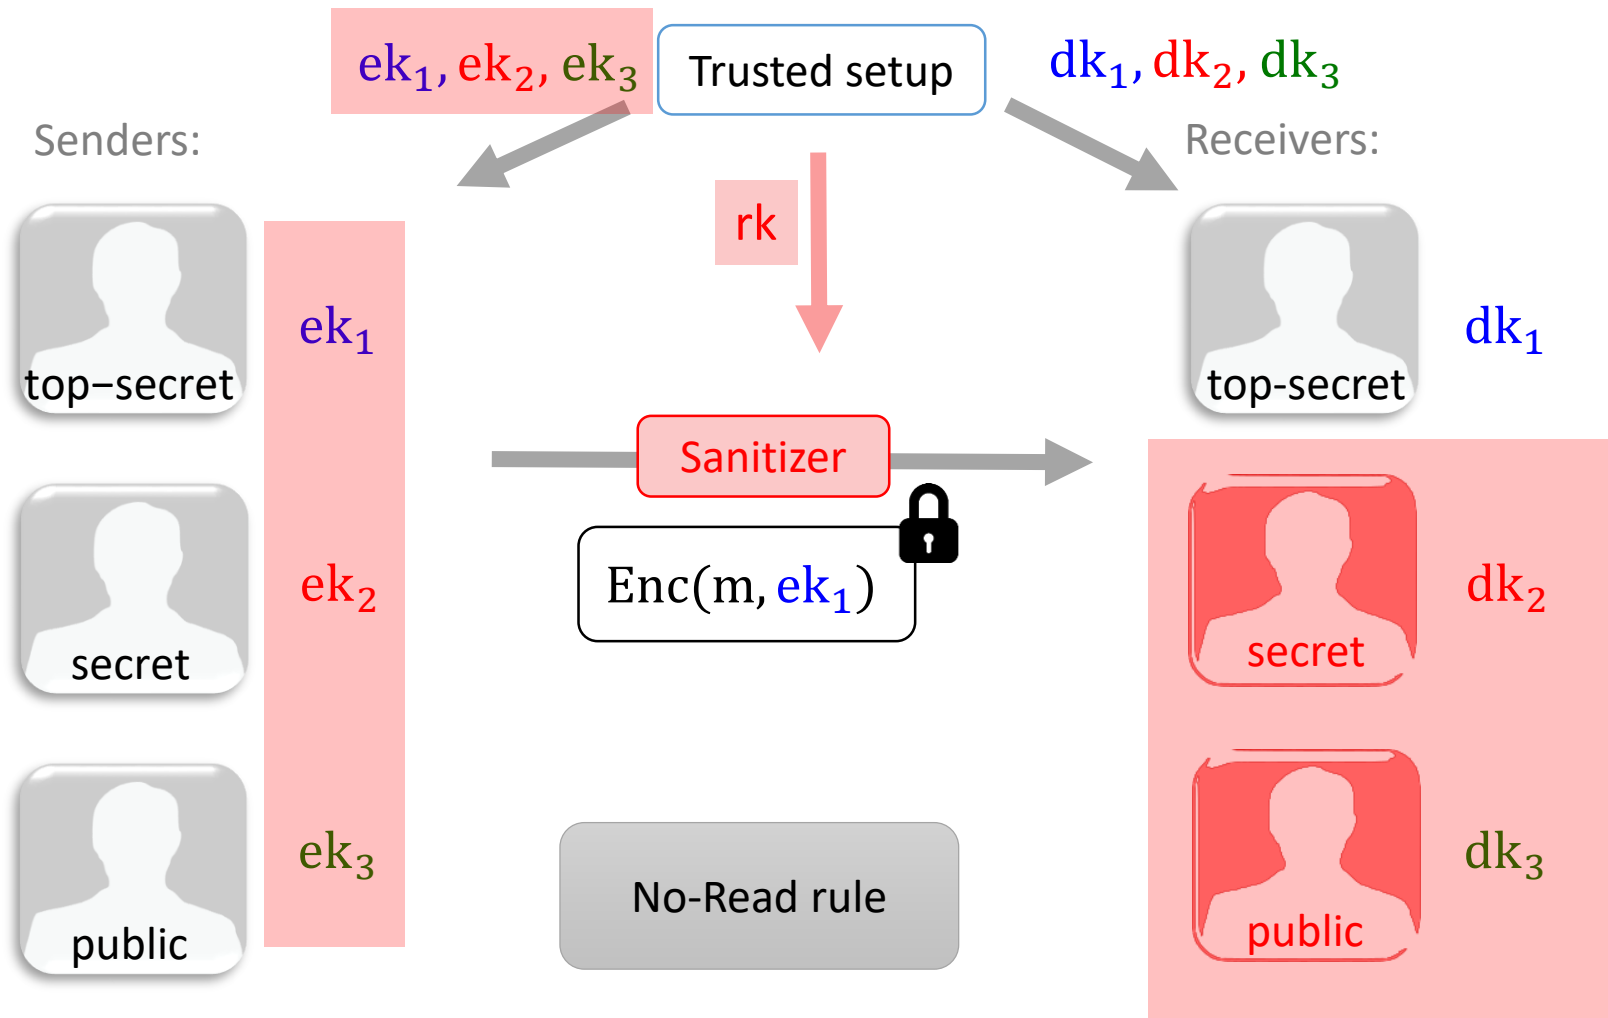 ek₁, ek₂, ek₃
Trusted setup
dk₁, dk₂, dk₃
Senders:
Receivers:
rk
top−secret
ek₁
top-secret
dk₁
Sanitizer
Enc(m, ek₁)
secret
ek₂
secret
dk₂
public
ek₃
No-Read rule
public
dk₃